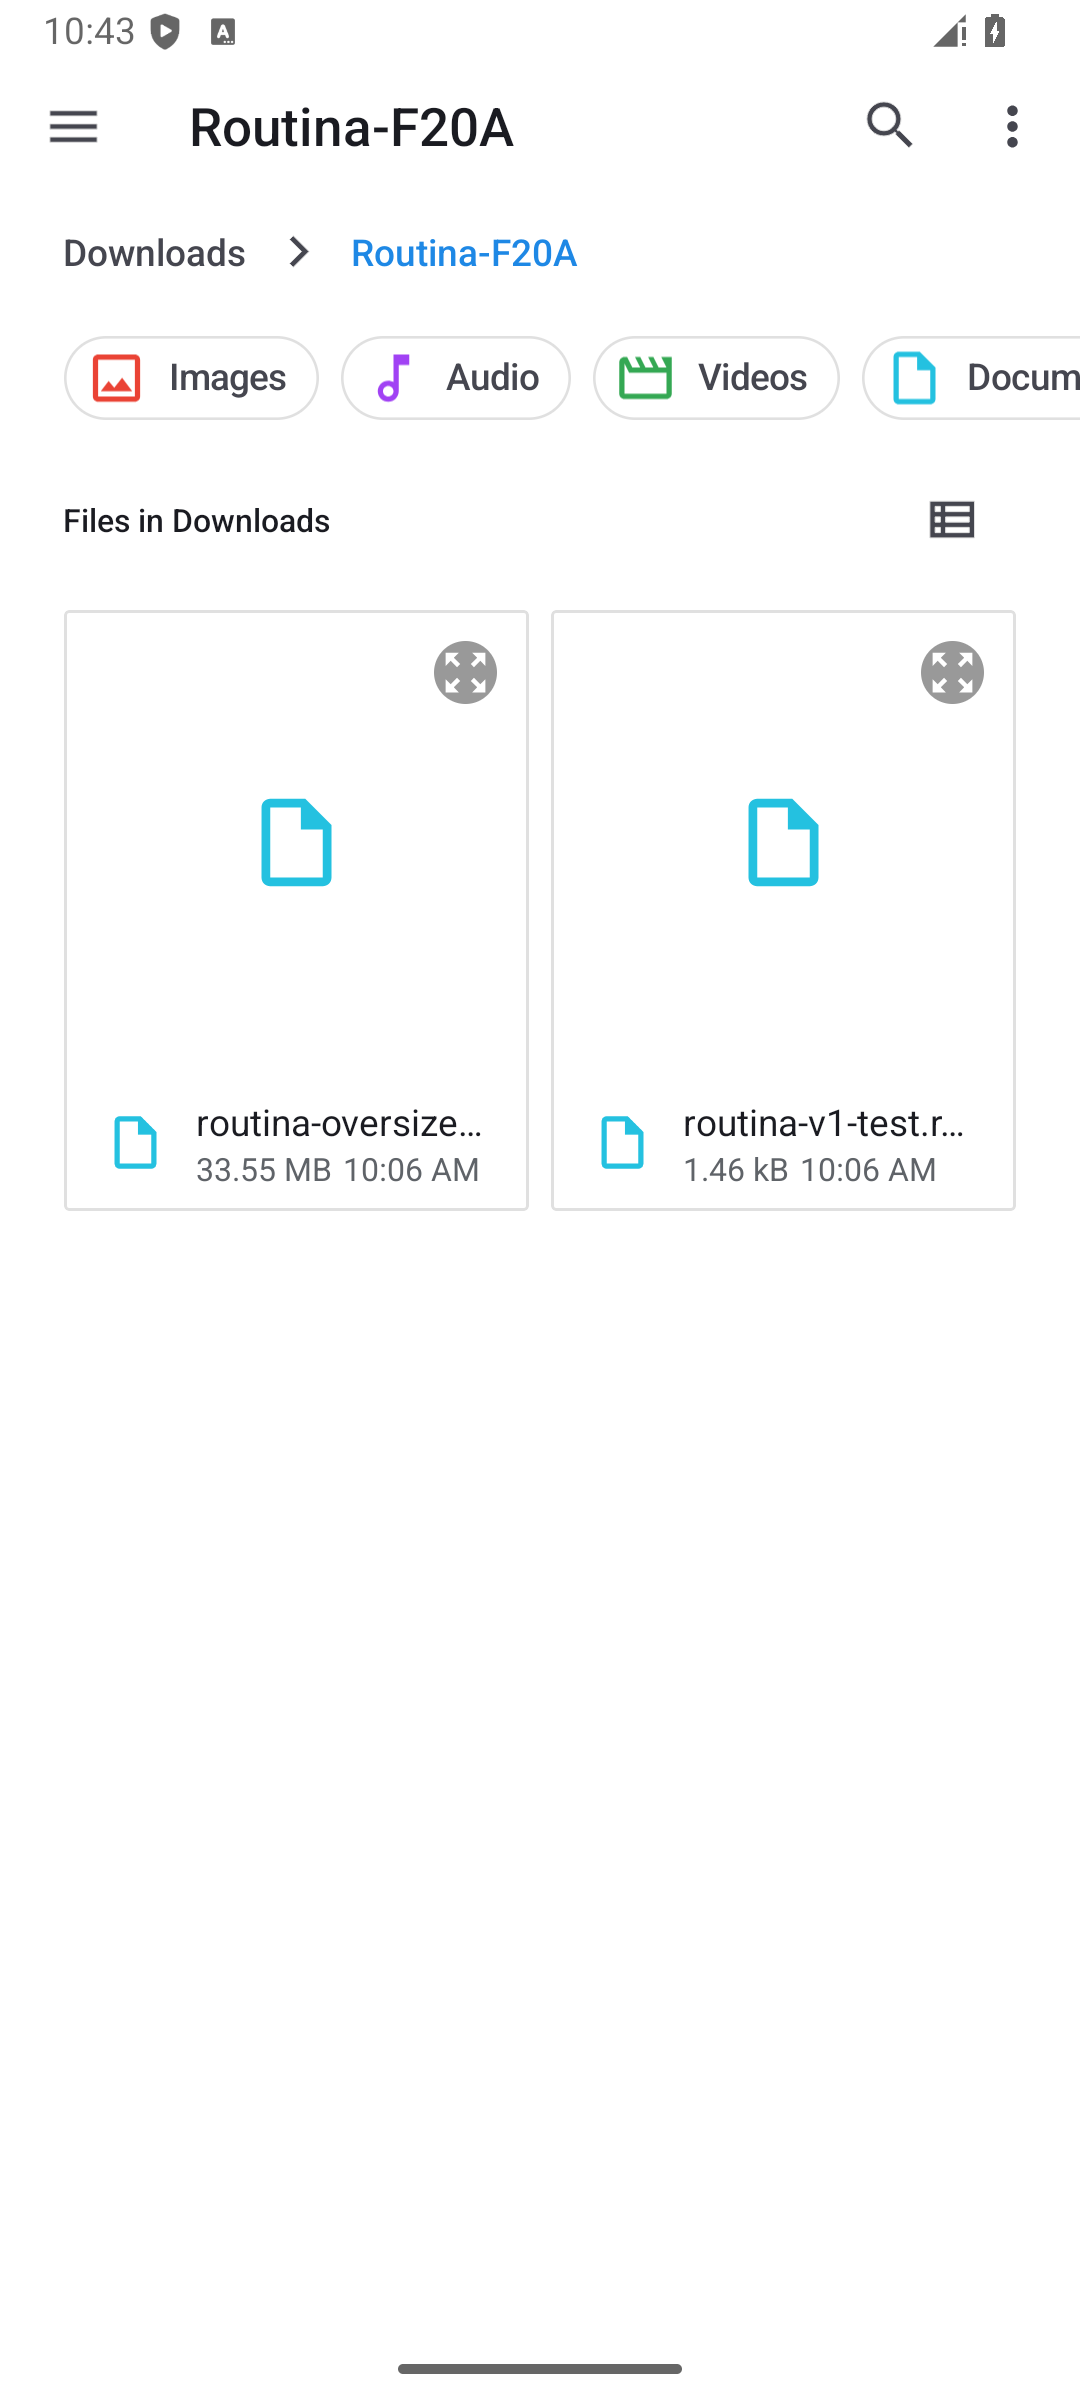 10:43
Routina-F20A
Downloads
Routina-F20A
Images
Audio
Videos
Docum
Files in Downloads
routina-oversize…
33.55 MB 10:06 AM
routina-v1-test.r…
1.46 kB 10:06 AM